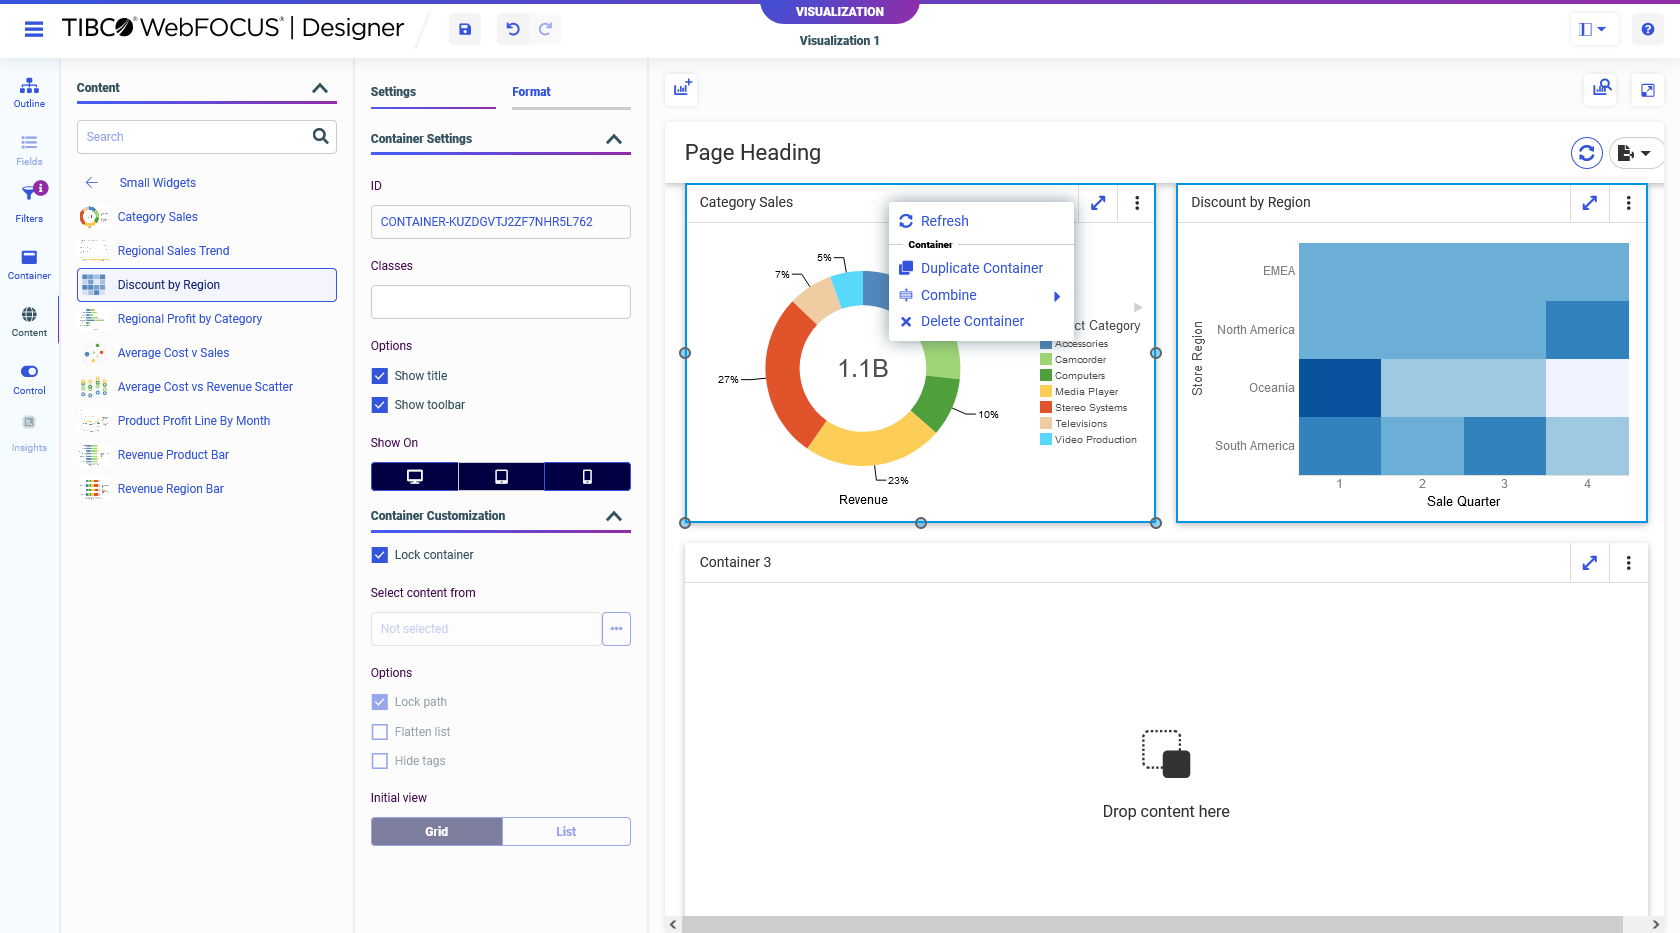 VISUALIZATION
TIBCO® WebFOCUS® | Designer
Visualization 1
Outline
Fields
Filters
Container
Content
Control
Insights
Content
Search
Small Widgets
Category Sales
Regional Sales Trend
Discount by Region
Regional Profit by Category
Average Cost v Sales
Average Cost vs Revenue Scatter
Product Profit Line By Month
Revenue Product Bar
Revenue Region Bar
Settings
Format
Container Settings
ID
CONTAINER-KUZDGVTJ2ZF7NHR5L762
Classes
Options
Show title
Show toolbar
Show On
Container Customization
Lock container
Select content from
Not selected
Options
Lock path
Flatten list
Hide tags
Initial view
Grid
List
Page Heading
Category Sales
5%
7%
27%
1.1B
10%
23%
Revenue
Refresh
Container
Duplicate Container
Combine
Delete Container
ct Category
Accessories
Camcorder
Computers
Media Player
Stereo Systems
Televisions
Video Production
Discount by Region
Store Region
EMEA
North America
Oceania
South America
1 2 3 4
Sale Quarter
Container 3
Drop content here